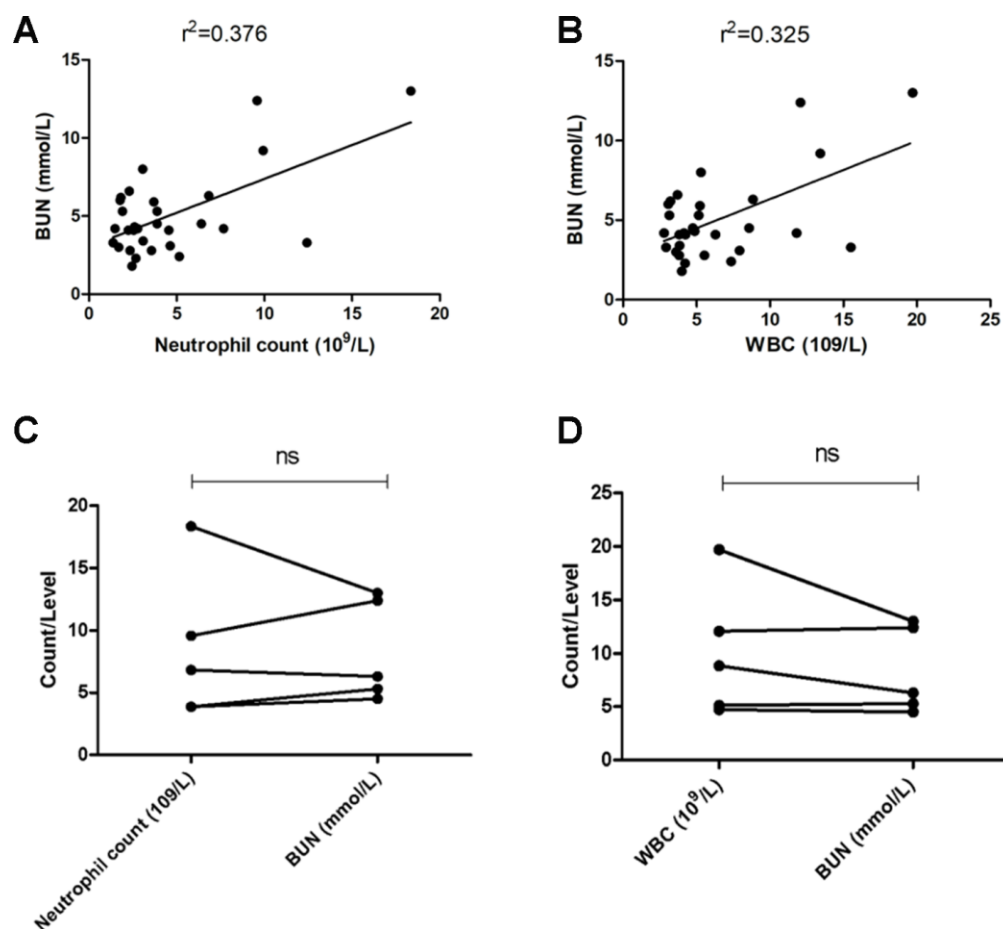 A
r²=0.376
BUN (mmol/L)
15
10
5
0
0 5 10 15 20
Neutrophil count (10⁹/L)
B
r²=0.325
BUN (mmol/L)
15
10
5
0
0 5 10 15 20 25
WBC (109/L)
C
ns
Count/Level
20
15
10
5
0
Neutrophil count (109/L)
BUN (mmol/L)
D
ns
Count/Level
25
20
15
10
5
0
WBC (10⁹/L)
BUN (mmol/L)